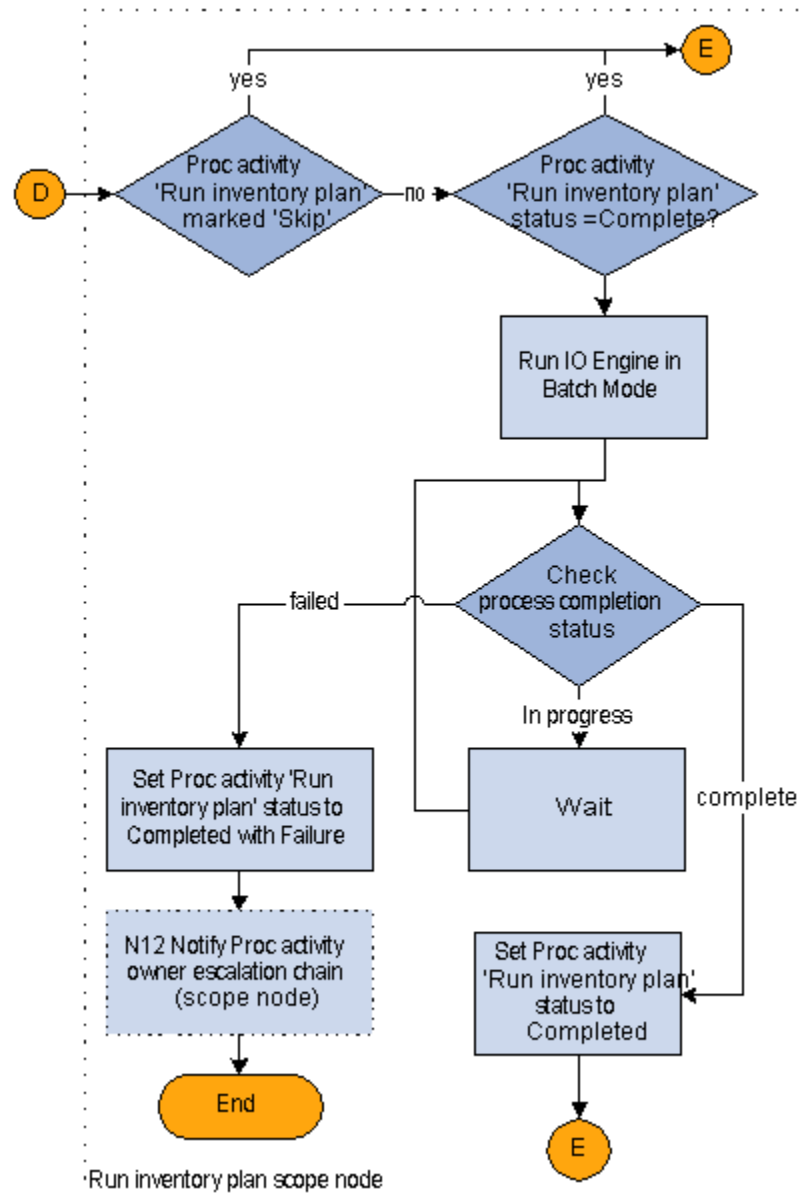 E
yes
yes
D
Proc activity
'Run inventory plan'
marked 'Skip'
no
Proc activity
'Run inventory plan'
status =Complete?
Run IO Engine in
Batch Mode
Check
process completion
status
failed
In progress
complete
Set Proc activity 'Run
inventory plan' status to
Completed with Failure
Wait
N12 Notify Proc activity
owner escalation chain
(scope node)
Set Proc activity
'Run inventory plan'
status to
Completed
End
E
Run inventory plan scope node